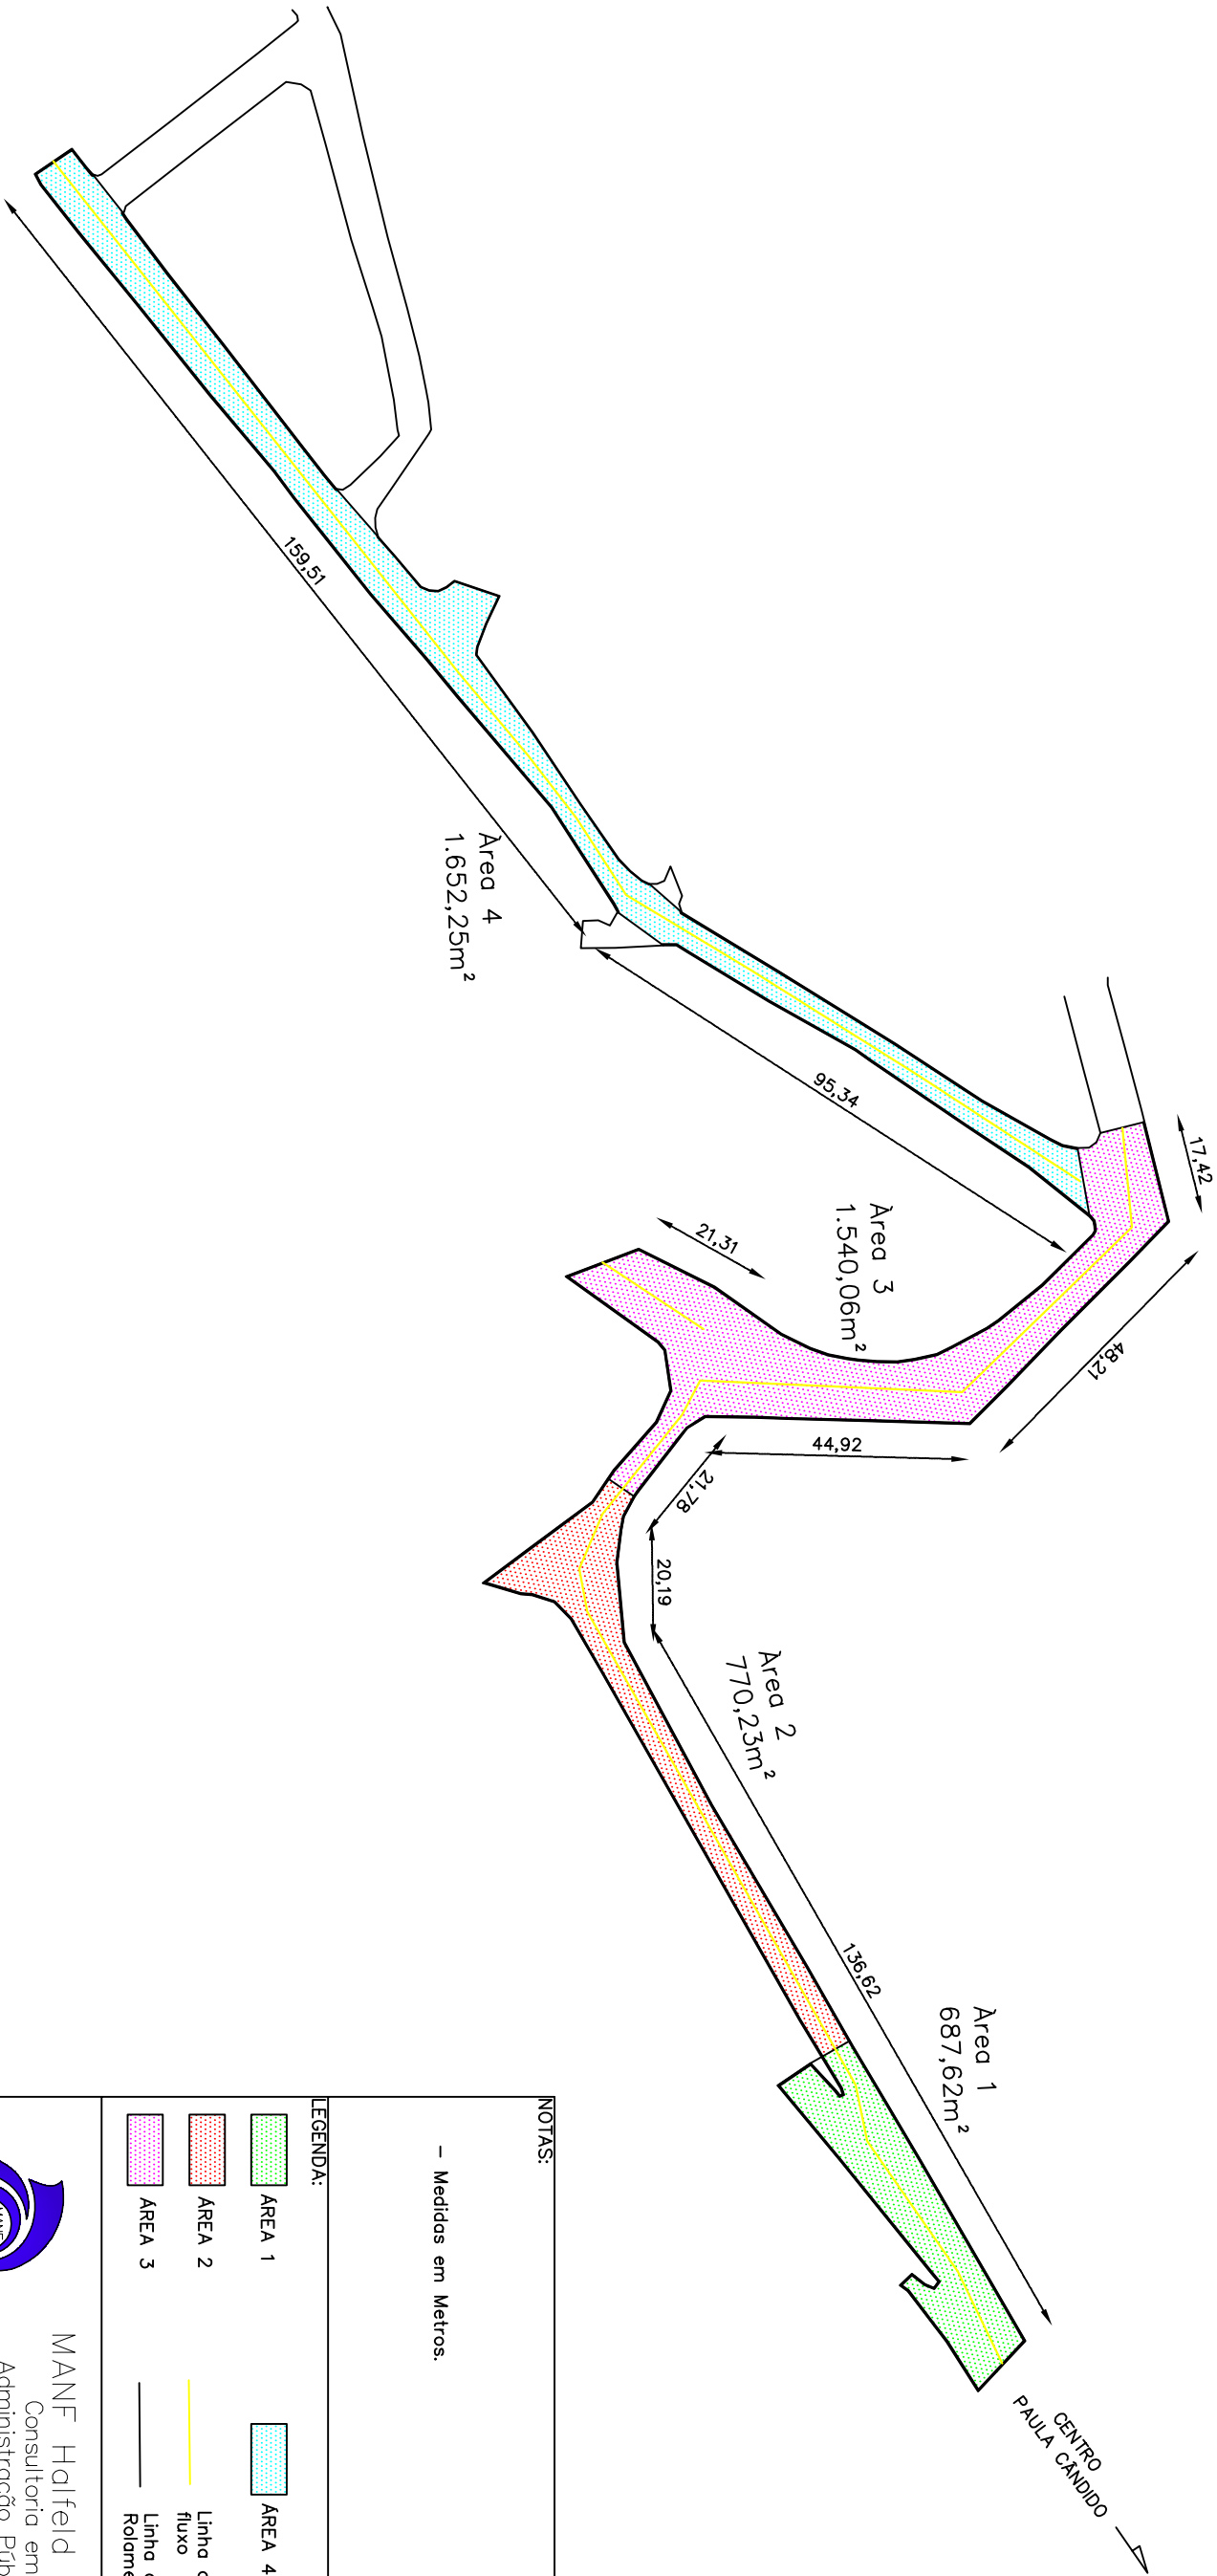 17,42
48,21
95,34
21,31
44,92
21,78
20,19
136,62
159,51
Àrea 1
687,62m²
Àrea 2
770,23m²
Àrea 3
1.540,06m²
Àrea 4
1.652,25m²
CENTRO
PAULA CÂNDIDO
NOTAS:
– Medidas em Metros.
LEGENDA:
ÁREA 1
ÁREA 2
ÁREA 3
ÁREA 4
Linha
fluxo
Linha
MANF Halfeld
Consultoria em